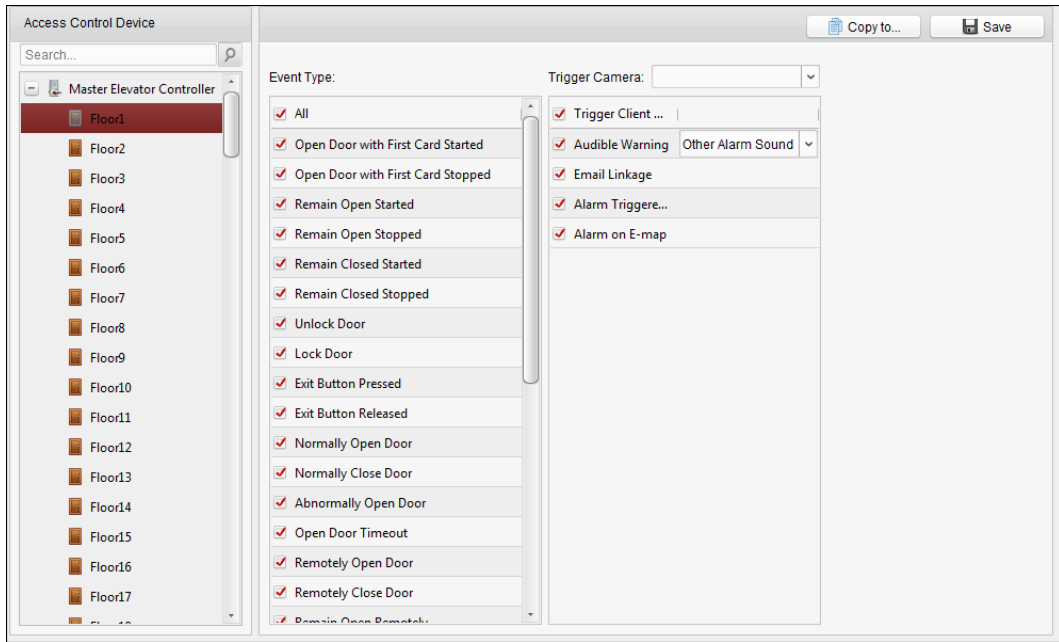 Access Control Device
Copy to...
Save
Search...
Master Elevator Controller
Floor1
Floor2
Floor3
Floor4
Floor5
Floor6
Floor7
Floor8
Floor9
Floor10
Floor11
Floor12
Floor13
Floor14
Floor15
Floor16
Floor17
Event Type:
All
Open Door with First Card Started
Open Door with First Card Stopped
Remain Open Started
Remain Open Stopped
Remain Closed Started
Remain Closed Stopped
Unlock Door
Lock Door
Exit Button Pressed
Exit Button Released
Normally Open Door
Normally Close Door
Abnormally Open Door
Open Door Timeout
Remotely Open Door
Remotely Close Door
Remain Open Remotely
Trigger Camera:
Trigger Client ...
Audible Warning Other Alarm Sound
Email Linkage
Alarm Triggere...
Alarm on E-map